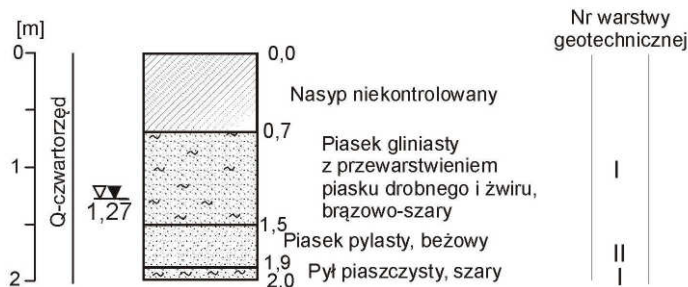 [m]
Nr warstwy
geotechnicznej
0
0,0
Nasyp niekontrolowany
0,7
Q-czwartorzęd
Piasek gliniasty
z przewarstwieniem
piasku drobnego i żwiru,
brązowo-szary
1
I
1,27
1,5
Piasek pylasty, beżowy
II
1,9
Pył piaszczysty, szary
I
2
2,0